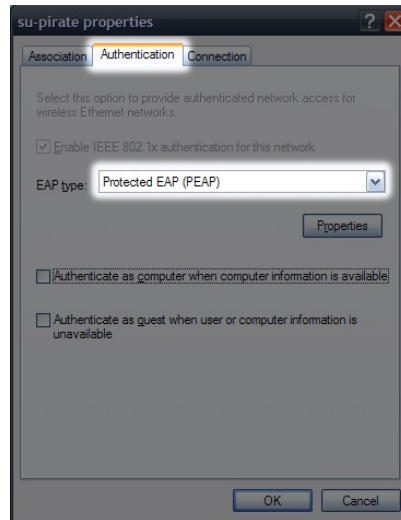 su-pirate properties
Association Authentication Connection
Select this option to provide authenticated network access for
wireless Ethernet networks.
Enable IEEE 802.1x authentication for this network
EAP type: Protected EAP (PEAP)
Properties
Authenticate as computer when computer information is available
Authenticate as guest when user or computer information is
unavailable
OK Cancel